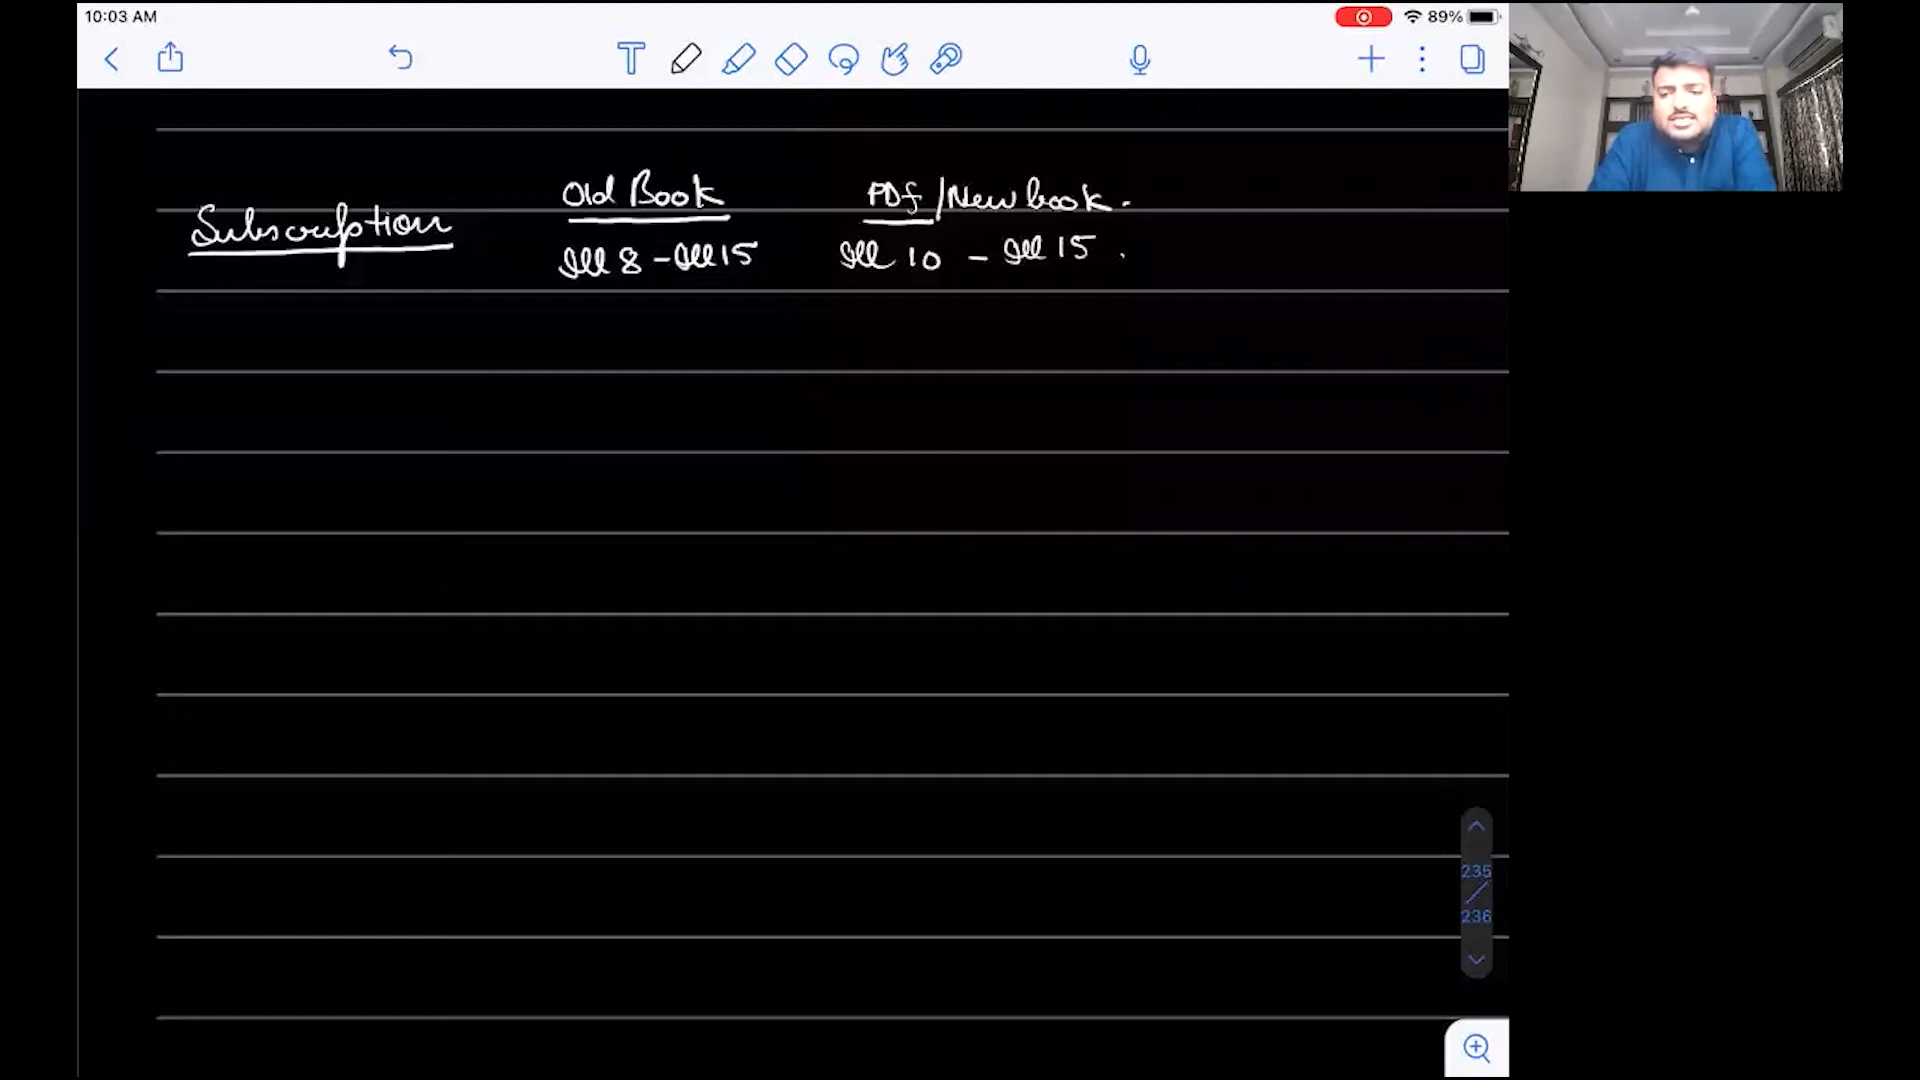 10:03 AM
89%
T
Old Book PDf/New book.
Subscription
Ill 8 - Ill 15 Ill 10 - Ill 15.
235
/
236